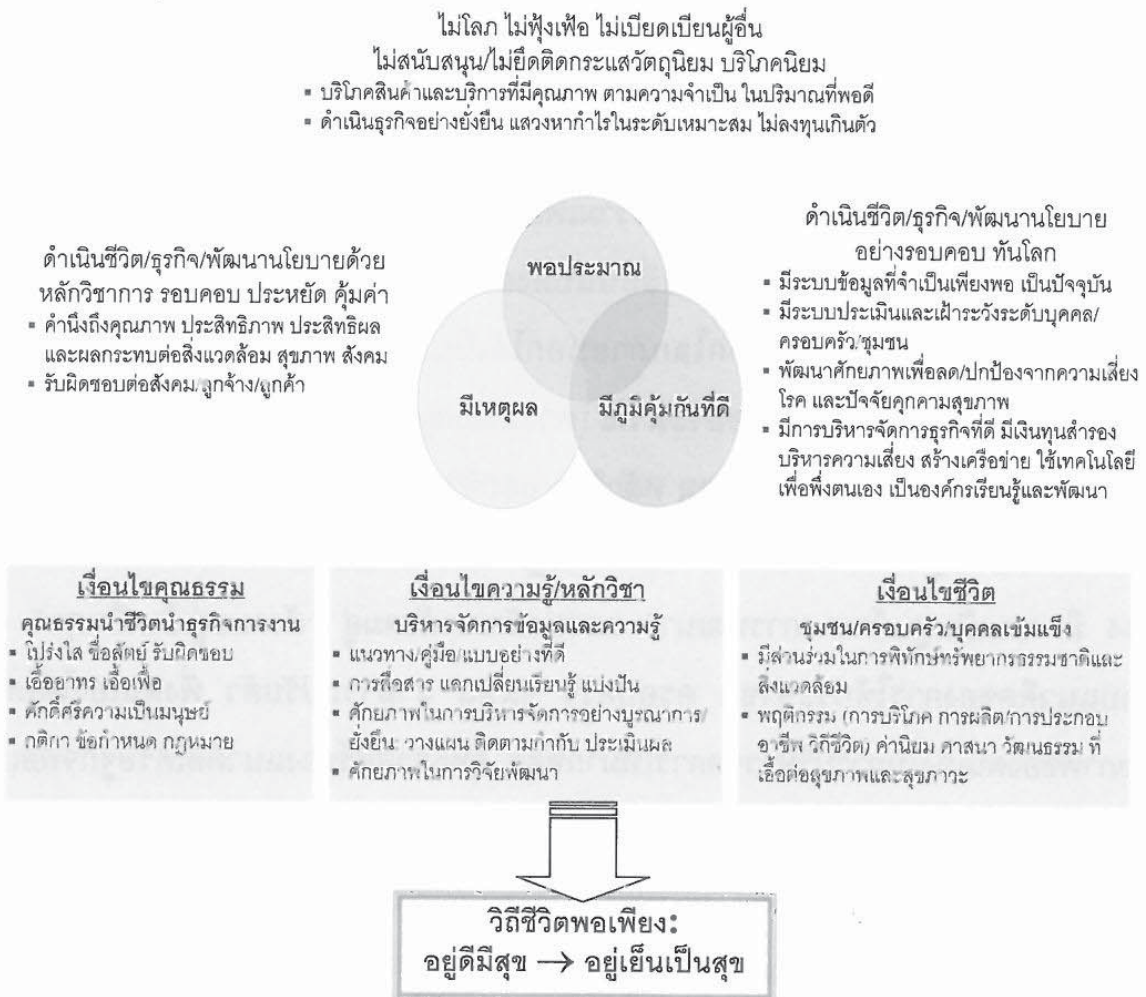 ไม่โลภ ไม่ฟุ้งเฟ้อ ไม่เบียดเบียนผู้อื่น
ไม่สนับสนุน/ไม่ยึดติดกระแสวัตถุนิยม บริโภคนิยม
▪ บริโภคสินค้าและบริการที่มีคุณภาพ ตามความจำเป็น ในปริมาณที่พอดี
▪ ดำเนินธุรกิจอย่างยั่งยืน แสวงหากำไรในระดับเหมาะสม ไม่ลงทุนเกินตัว
ดำเนินชีวิต/ธุรกิจ/พัฒนานโยบายด้วย
หลักวิชาการ รอบคอบ ประหยัด คุ้มค่า
▪ คำนึงถึงคุณภาพ ประสิทธิภาพ ประสิทธิผล
และผลกระทบต่อสิ่งแวดล้อม สุขภาพ สังคม
▪ รับผิดชอบต่อสังคม/ลูกจ้าง/ลูกค้า
พอประมาณ
มีเหตุผล
มีภูมิคุ้มกันที่ดี
ดำเนินชีวิต/ธุรกิจ/พัฒนานโยบาย
อย่างรอบคอบ ทันโลก
▪ มีระบบข้อมูลที่จำเป็นเพียงพอ เป็นปัจจุบัน
▪ มีระบบประเมินและเฝ้าระวังระดับบุคคล/
ครอบครัว/ชุมชน
▪ พัฒนาศักยภาพเพื่อลด/ปกป้องจากความเสี่ยง
โรค และปัจจัยคุกคามสุขภาพ
▪ มีการบริหารจัดการธุรกิจที่ดี มีเงินทุนสำรอง
บริหารความเสี่ยง สร้างเครือข่าย ใช้เทคโนโลยี
เพื่อพึ่งตนเอง เป็นองค์กรเรียนรู้และพัฒนา
เงื่อนไขคุณธรรม
คุณธรรมนำชีวิตนำธุรกิจการงาน
▪ โปร่งใส ซื่อสัตย์ รับผิดชอบ
▪ เอื้ออาทร เอื้อเฟื้อ
▪ ศักดิ์ศรีความเป็นมนุษย์
▪ กติกา ข้อกำหนด กฎหมาย
เงื่อนไขความรู้/หลักวิชา
บริหารจัดการข้อมูลและความรู้
▪ แนวทาง/คู่มือ/แบบอย่างที่ดี
▪ การสื่อสาร แลกเปลี่ยนเรียนรู้ แบ่งปัน
▪ ศักยภาพในการบริหารจัดการอย่างบูรณาการ/
ยั่งยืน: วางแผน ติดตามกำกับ ประเมินผล
▪ ศักยภาพในการวิจัยพัฒนา
เงื่อนไขชีวิต
ชุมชน/ครอบครัว/บุคคลเข้มแข็ง
▪ มีส่วนร่วมในการพิทักษ์ทรัพยากรธรรมชาติและ
สิ่งแวดล้อม
▪ พฤติกรรม (การบริโภค การผลิต/การประกอบ
อาชีพ วิถีชีวิต) ค่านิยม ศาสนา วัฒนธรรม ที่
เอื้อต่อสุขภาพและสุขภาวะ
วิถีชีวิตพอเพียง:
อยู่ดีมีสุข → อยู่เย็นเป็นสุข